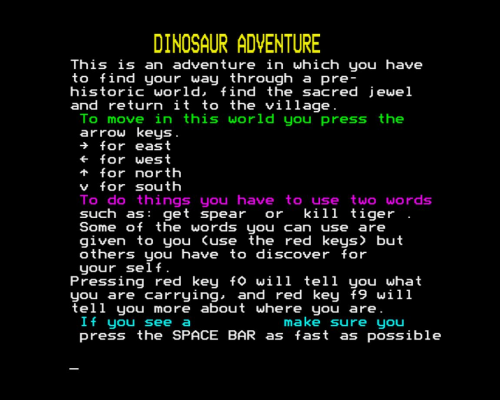 DINOSAUR ADVENTURE
This is an adventure in which you have
to find your way through a pre-
historic world, find the sacred jewel
and return it to the village.
To move in this world you press the
arrow keys.
→ for east
← for west
↑ for north
v for south
To do things you have to use two words
such as: get spear  or  kill tiger .
Some of the words you can use are
given to you (use the red keys) but
others you have to discover for
your self.
Pressing red key f0 will tell you what
you are carrying, and red key f9 will
tell you more about where you are.
If you see a          make sure you
press the SPACE BAR as fast as possible
_